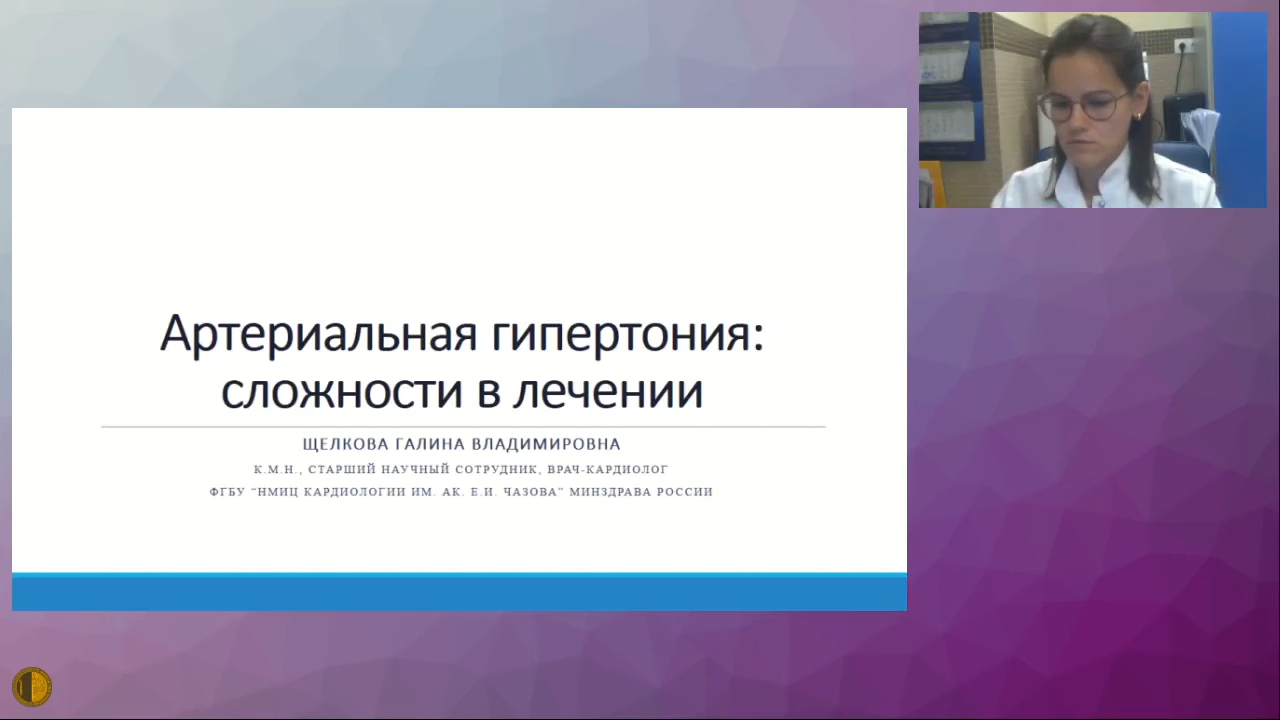 Артериальная гипертония:
сложности в лечении
ЩЕЛКОВА ГАЛИНА ВЛАДИМИРОВНА
К.М.Н., СТАРШИЙ НАУЧНЫЙ СОТРУДНИК, ВРАЧ-КАРДИОЛОГ
ФГБУ "НМИЦ КАРДИОЛОГИИ ИМ. АК. Е.И. ЧАЗОВА" МИНЗДРАВА РОССИИ